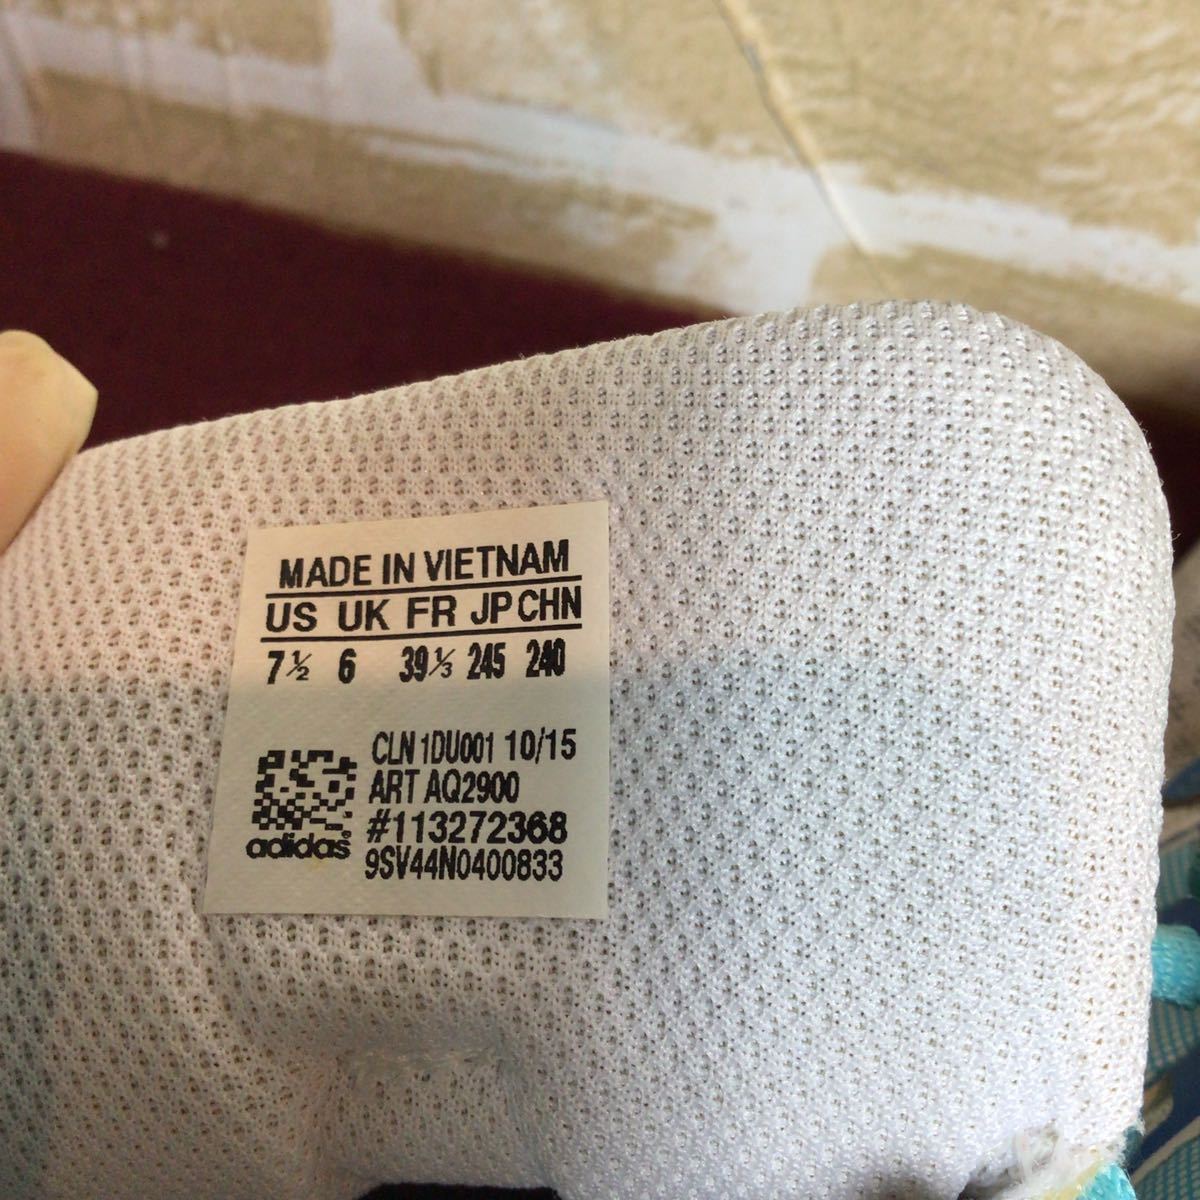 MADE IN VIETNAM
US UK FR JP CHN
7½ 6 39⅓ 245 240
CLN 1DU001 10/15
ART AQ2900
#113272368
adidas®
9SV44N0400833